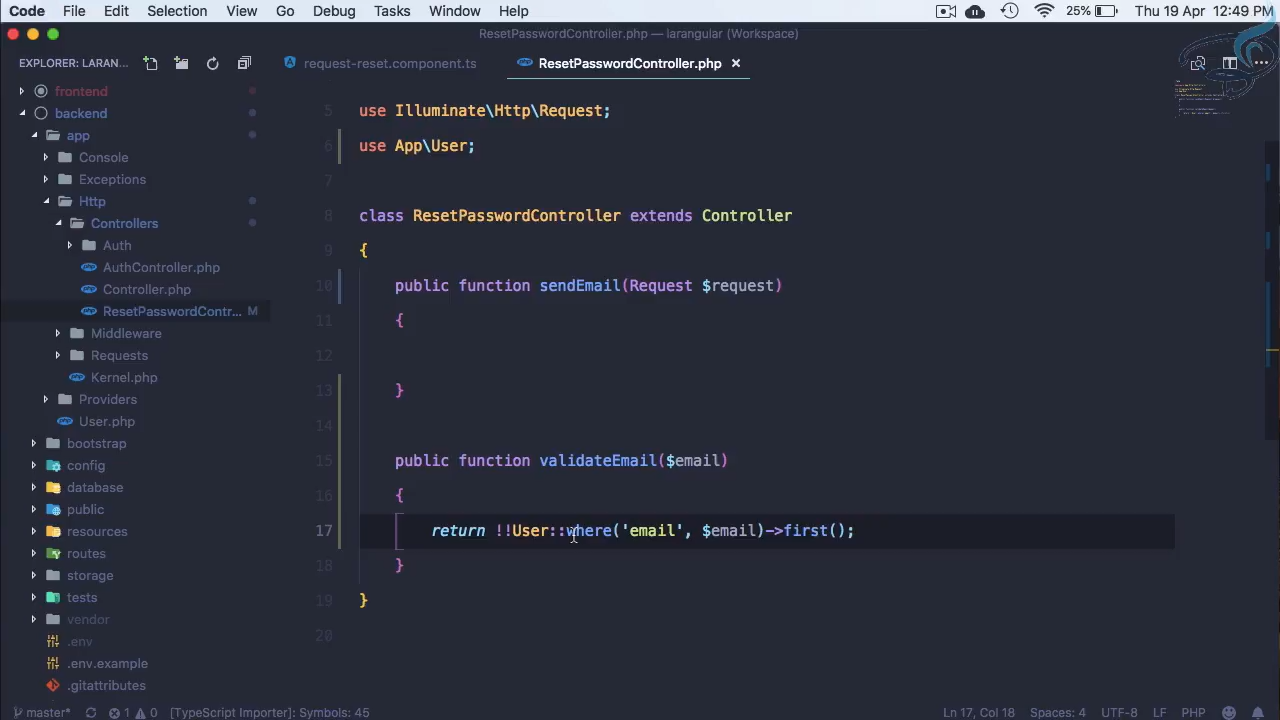 Code File Edit Selection View Go Debug Tasks Window Help 25% Thu 19 Apr 12:49 PM
ResetPasswordController.php — larangular (Workspace)
EXPLORER: LARAN...
request-reset.component.ts ResetPasswordController.php ×
frontend
backend
app
Console
Exceptions
Http
Controllers
Auth
php AuthController.php
php Controller.php
php ResetPasswordContr... M
Middleware
Requests
php Kernel.php
Providers
php User.php
bootstrap
config
database
public
resources
routes
storage
tests
vendor
.env
.env.example
.gitattributes
5 use Illuminate\Http\Request;
6 use App\User;
7
8 class ResetPasswordController extends Controller
9 {
10 public function sendEmail(Request $request)
11 {
12
13 }
14
15 public function validateEmail($email)
16 {
17 return !!User::where('email', $email)->first();
18 }
19 }
20
master* 1 0 [TypeScript Importer]: Symbols: 45 Ln 17, Col 18 Spaces: 4 UTF-8 LF PHP